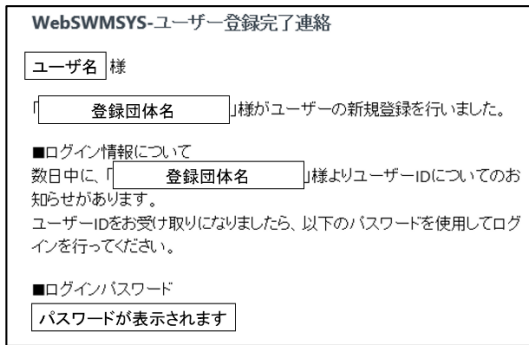 WebSWMSYS-ユーザー登録完了連絡
ユーザ名 様
「 登録団体名 」様がユーザーの新規登録を行いました。
■ログイン情報について
数日中に、「 登録団体名 」様よりユーザーIDについてのお
知らせがあります。
ユーザーIDをお受け取りになりましたら、以下のパスワードを使用してログ
インを行ってください。
■ログインパスワード
パスワードが表示されます